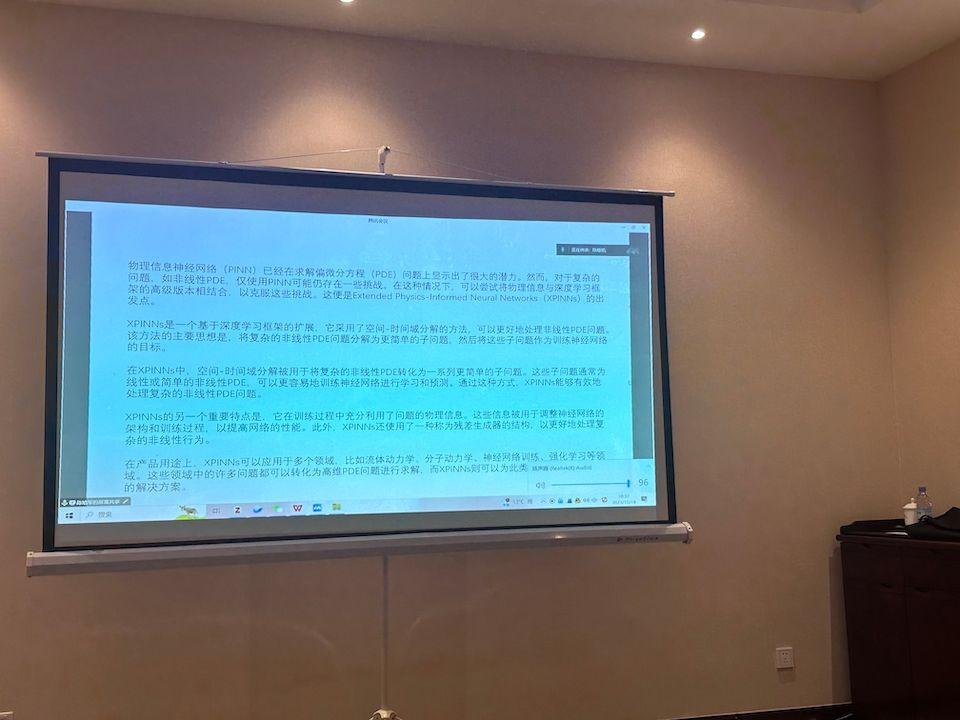 腾讯会议
正在讲话:
物理信息神经网络（PINN）已经在求解偏微分方程（PDE）问题上显示出了很大的潜力。然而，对于复杂的
问题，如非线性PDE，仅使用PINN可能仍存在一些挑战。在这种情况下，可以尝试将物理信息与深度学习框
架的高级版本相结合，以克服这些挑战。这便是Extended Physics-Informed Neural Networks（XPINNs）的出
发点。
XPINNs是一个基于深度学习框架的扩展，它采用了空间-时间域分解的方法，可以更好地处理非线性PDE问题。
该方法的主要思想是，将复杂的非线性PDE问题分解为更简单的子问题，然后将这些子问题作为训练神经网络
的目标。
在XPINNs中，空间-时间域分解被用于将复杂的非线性PDE转化为一系列更简单的子问题。这些子问题通常为
线性或简单的非线性PDE，可以更容易地训练神经网络进行学习和预测。通过这种方式，XPINNs能够有效地
处理复杂的非线性PDE问题。
XPINNs的另一个重要特点是，它在训练过程中充分利用了问题的物理信息。这些信息被用于调整神经网络的
架构和训练过程，以提高网络的性能。此外，XPINNs还使用了一种称为残差生成器的结构，以更好地处理复
杂的非线性行为。
在产品用途上，XPINNs可以应用于多个领域，比如流体动力学、分子动力学、神经网络训练、强化学习等领
域。这些领域中的许多问题都可以转化为高维PDE问题进行求解，而XPINNs则可以为此类
的解决方案。
扬声器 (Realtek(R) Audio)
96
的屏幕共享
搜索